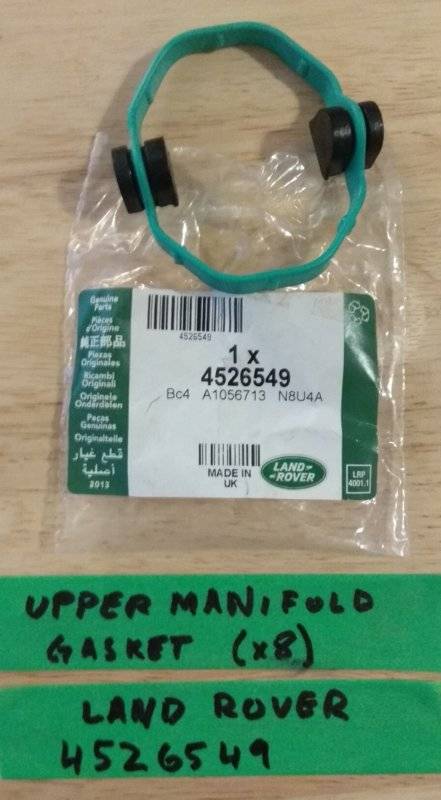 Genuine
Parts
Pièces
d'Origine
純正部品
Piezas
Originales
Ricambi
Originali
Originele
Onderdelen
Peças
Genuinas
Originalteile
قطع غيار
أصلية
2013
4526549
1 x
4526549
Bc4 A1056713 N8U4A
MADE IN
UK
LAND-
-ROVER
LRP
4001.1
UPPER MANIFOLD
GASKET (x8)
LAND ROVER
4526549